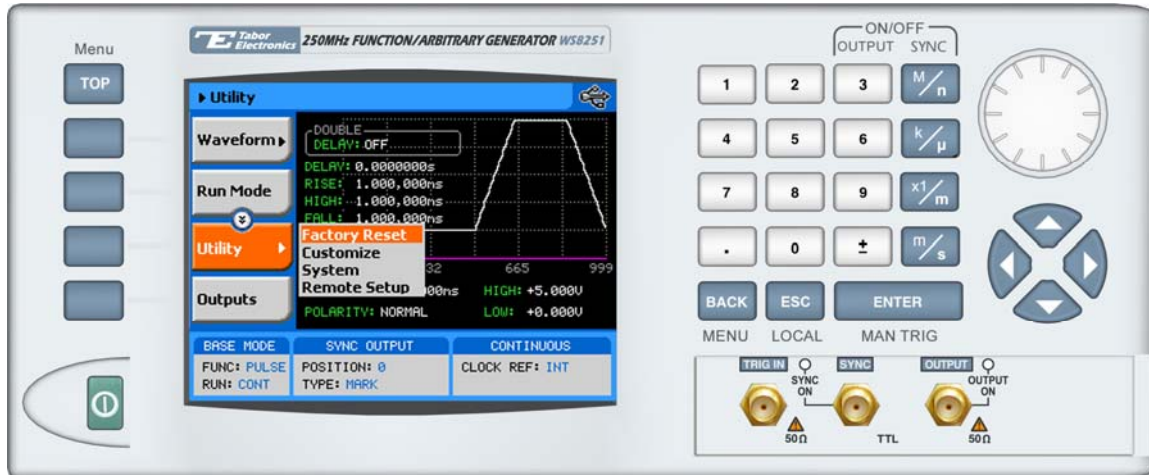 Tabor Electronics 250MHz FUNCTION/ARBITRARY GENERATOR WS8251
Menu
TOP
Utility
Waveform
Run Mode
Utility
Outputs
DOUBLE
DELAY: OFF
DELAY: 0.0000000s
RISE: 1.000,000ns
HIGH: 1.000,000ns
FALL: 1.000,000ns
Factory Reset
Customize
System
Remote Setup
32 665 999
00ns HIGH: +5.000V
POLARITY: NORMAL LOW: +0.000V
BASE MODE
FUNC: PULSE
RUN: CONT
SYNC OUTPUT
POSITION: 0
TYPE: MARK
CONTINUOUS
CLOCK REF: INT
ON/OFF
OUTPUT SYNC
1 2 3 M/n
4 5 6 k/µ
7 8 9 x1/m
. 0 ± m/s
BACK ESC ENTER
MENU LOCAL MAN TRIG
TRIG IN
SYNC ON
SYNC
OUTPUT
OUTPUT ON
50Ω
TTL
50Ω